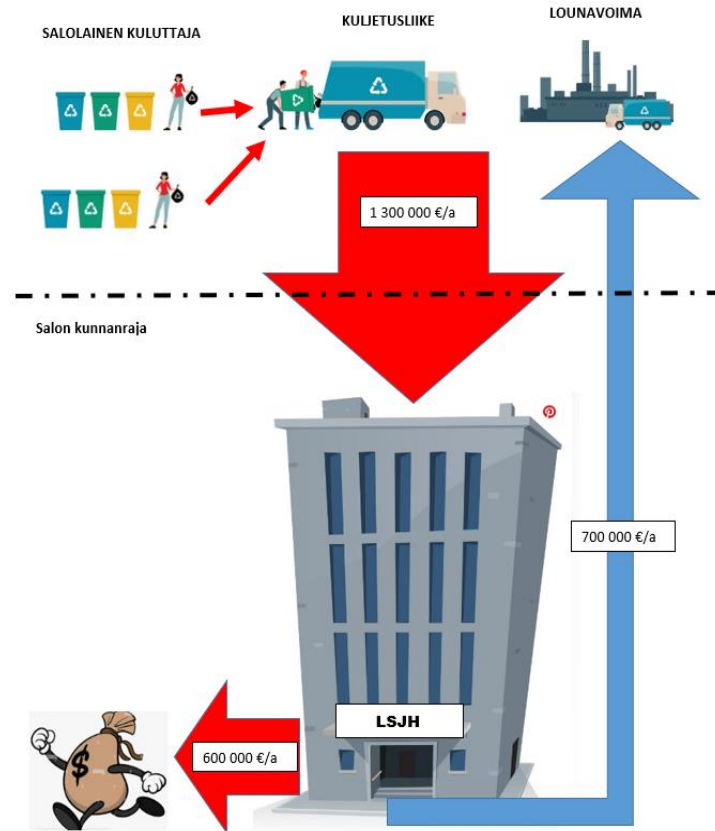 SALOLAINEN KULUTTAJA
KULJETUSLIIKE
LOUNAVOIMA
1 300 000 €/a
Salon kunnanraja
700 000 €/a
LSJH
600 000 €/a
$